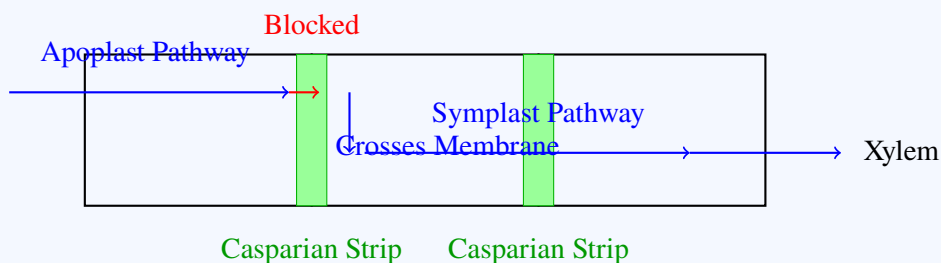 Blocked
Apoplast Pathway
Symplast Pathway
Crosses Membrane
Xylem
Casparian Strip
Casparian Strip